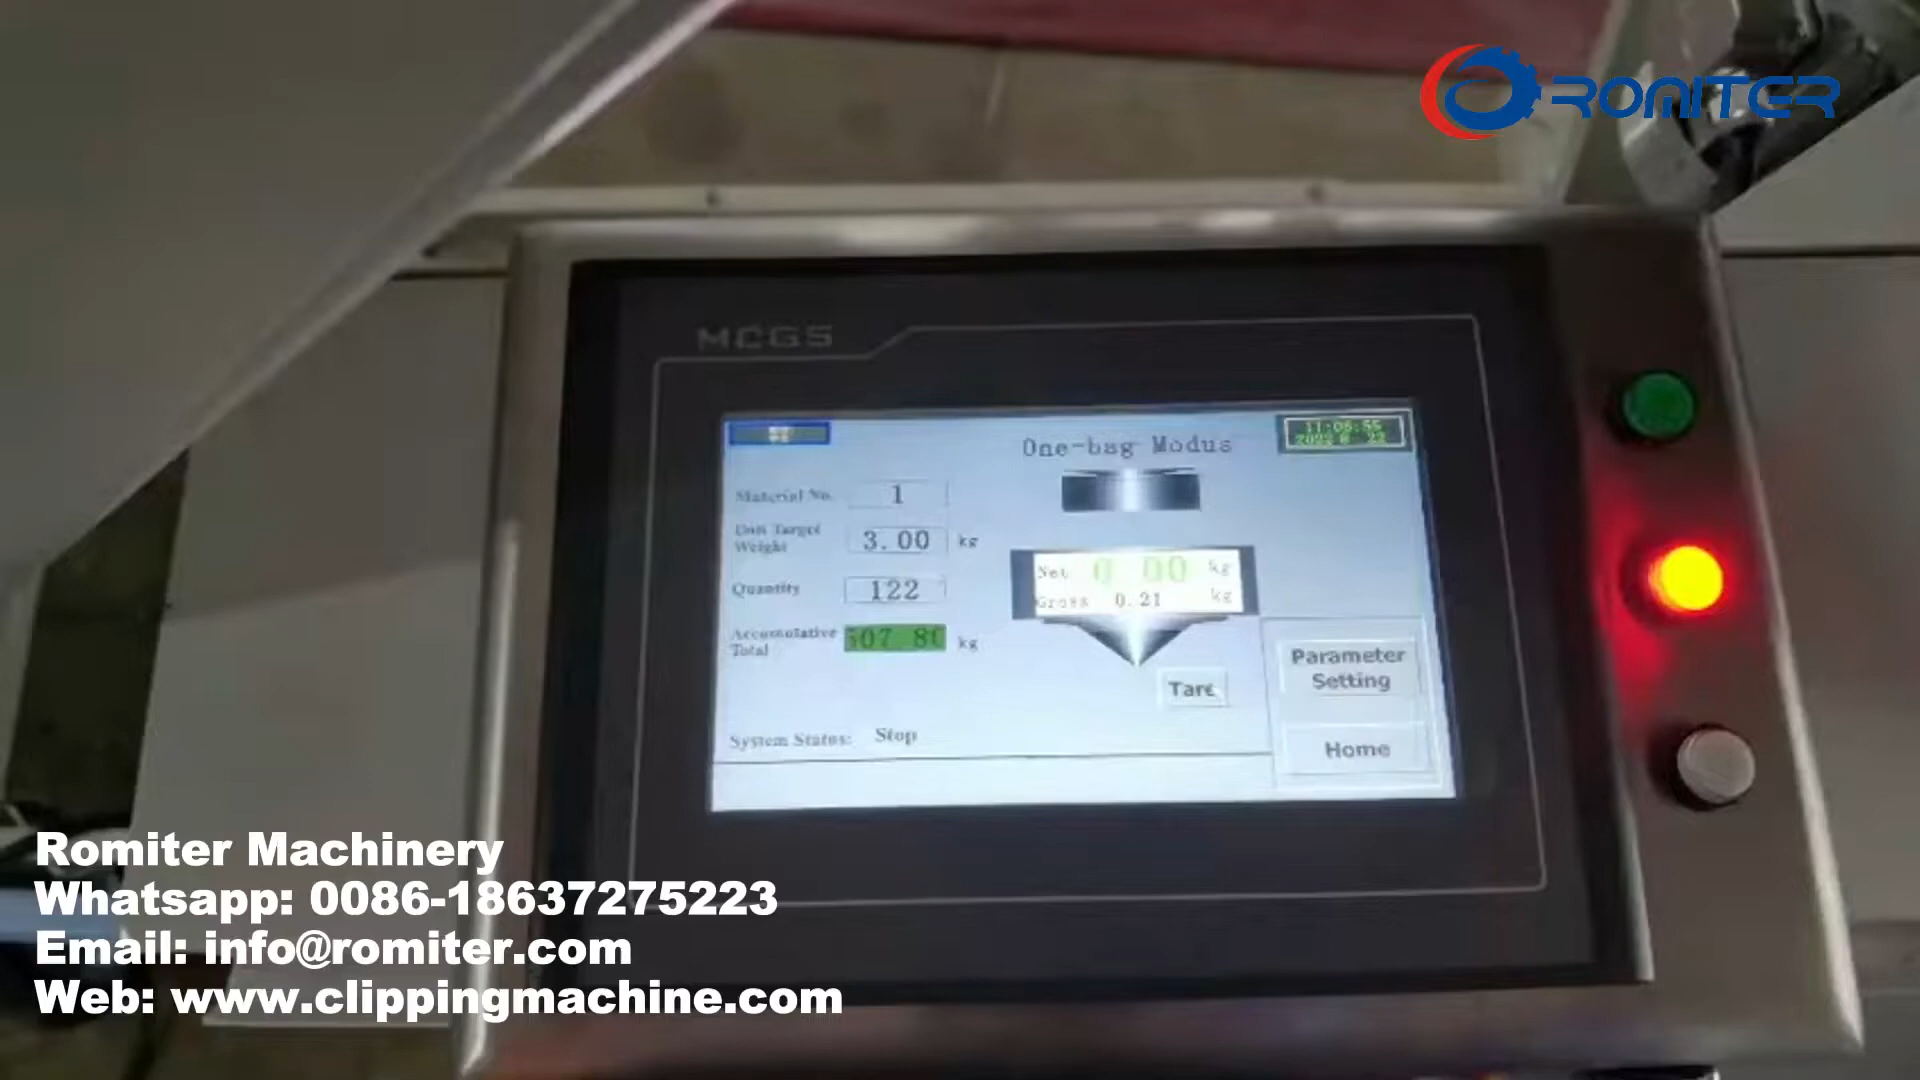 ROMITER
MCGS
One-bag Modus
Material No. 1
Unit Target
Weight
3.00 kg
Net 0.00 kg
Gross 0.21 kg
Quantity 122
Accumulative
Total
kg
Tare
Parameter
Setting
System Status: Stop
Home
Romiter Machinery
Whatsapp: 0086-18637275223
Email: info@romiter.com
Web: www.clippingmachine.com